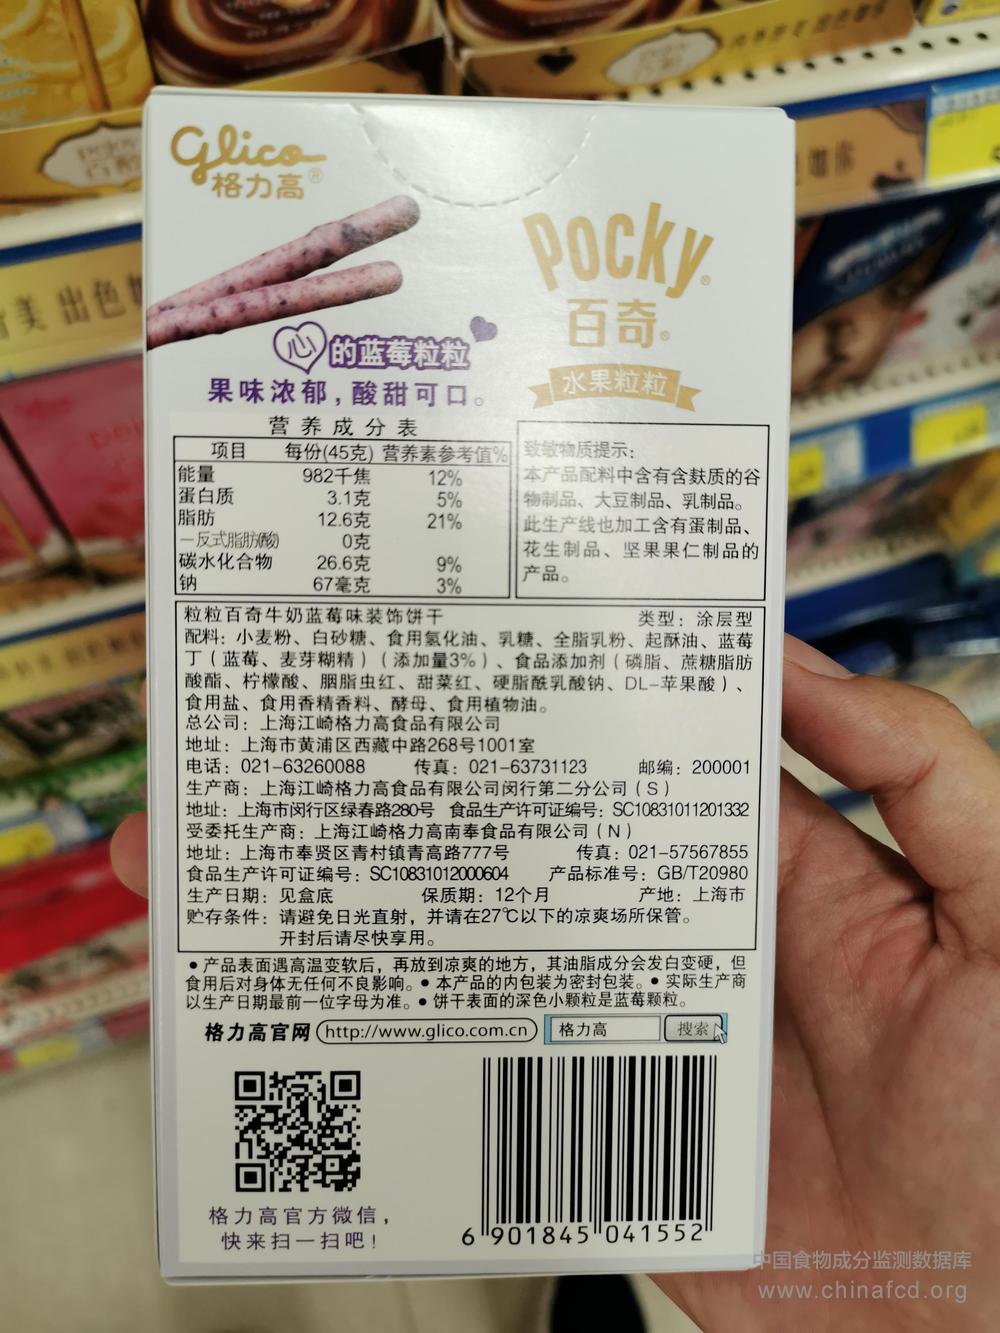 Glico
格力高®
Pocky®
百奇®
水果粒粒
心的蓝莓粒粒
果味浓郁，酸甜可口。
营养成分表
项目 每份(45克) 营养素参考值%
能量 982千焦 12%
蛋白质 3.1克 5%
脂肪 12.6克 21%
—反式脂肪(酸) 0克
碳水化合物 26.6克 9%
钠 67毫克 3%
致敏物质提示：
本产品配料中含有含麸质的谷
物制品、大豆制品、乳制品。
此生产线也加工含有蛋制品、
花生制品、坚果果仁制品的
产品。
粒粒百奇牛奶蓝莓味装饰饼干 类型：涂层型
配料：小麦粉、白砂糖、食用氢化油、乳糖、全脂乳粉、起酥油、蓝莓
丁（蓝莓、麦芽糊精）（添加量3%）、食品添加剂（磷脂、蔗糖脂肪
酸酯、柠檬酸、胭脂虫红、甜菜红、硬脂酰乳酸钠、DL-苹果酸）、
食用盐、食用香精香料、酵母、食用植物油。
总公司：上海江崎格力高食品有限公司
地址：上海市黄浦区西藏中路268号1001室
电话：021-63260088 传真：021-63731123 邮编：200001
生产商：上海江崎格力高食品有限公司闵行第二分公司（S）
地址：上海市闵行区绿春路280号 食品生产许可证编号：SC10831011201332
受委托生产商：上海江崎格力高南奉食品有限公司（N）
地址：上海市奉贤区青村镇青高路777号 传真：021-57567855
食品生产许可证编号：SC10831012000604 产品标准号：GB/T20980
生产日期：见盒底 保质期：12个月 产地：上海市
贮存条件：请避免日光直射，并请在27℃以下的凉爽场所保管。
开封后请尽快享用。
●产品表面遇高温变软后，再放到凉爽的地方，其油脂成分会发白变硬，但
食用后对身体无任何不良影响。●本产品的内包装为密封包装。●实际生产商
以生产日期最前一位字母为准。●饼干表面的深色小颗粒是蓝莓颗粒。
格力高官网 http://www.glico.com.cn 格力高 搜索
格力高官方微信，
快来扫一扫吧！
6 901845 041552
中国食物成分监测数据库
www.chinafcd.org